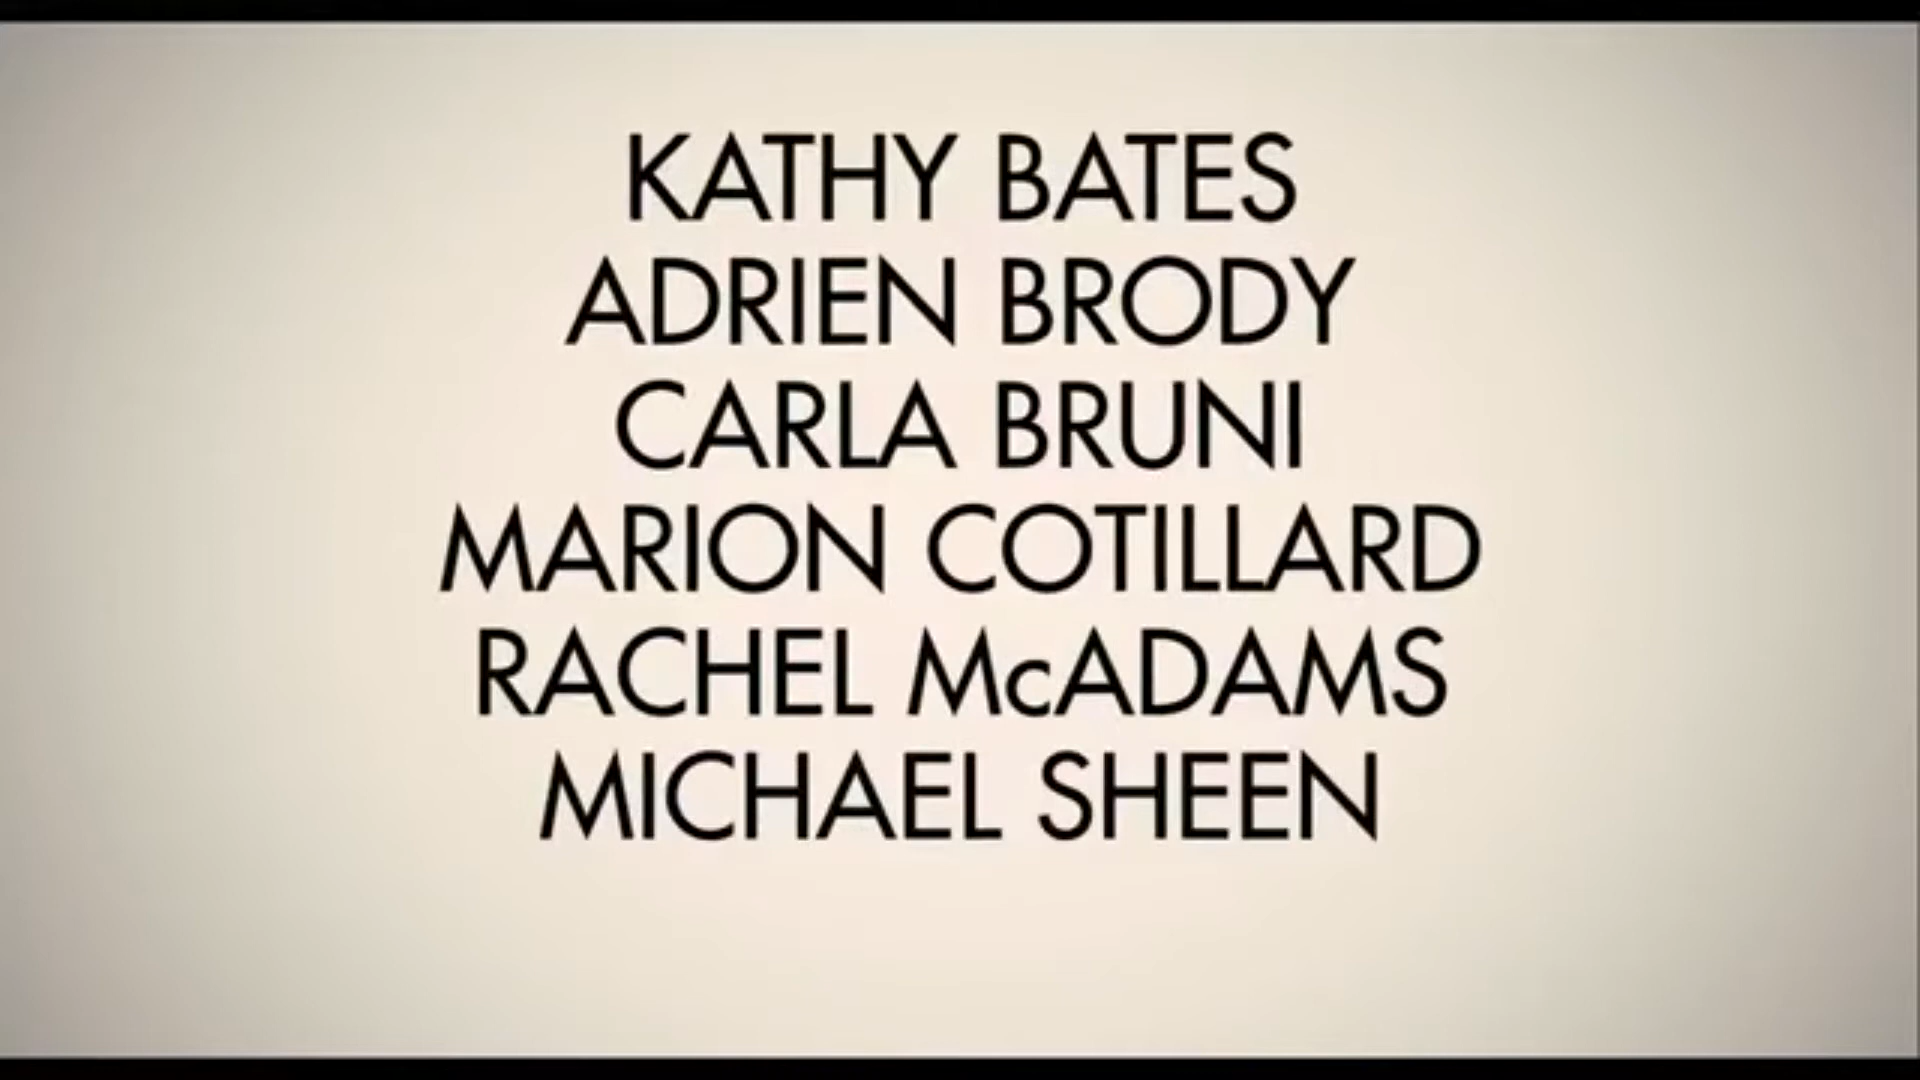 KATHY BATES
ADRIEN BRODY
CARLA BRUNI
MARION COTILLARD
RACHEL McADAMS
MICHAEL SHEEN